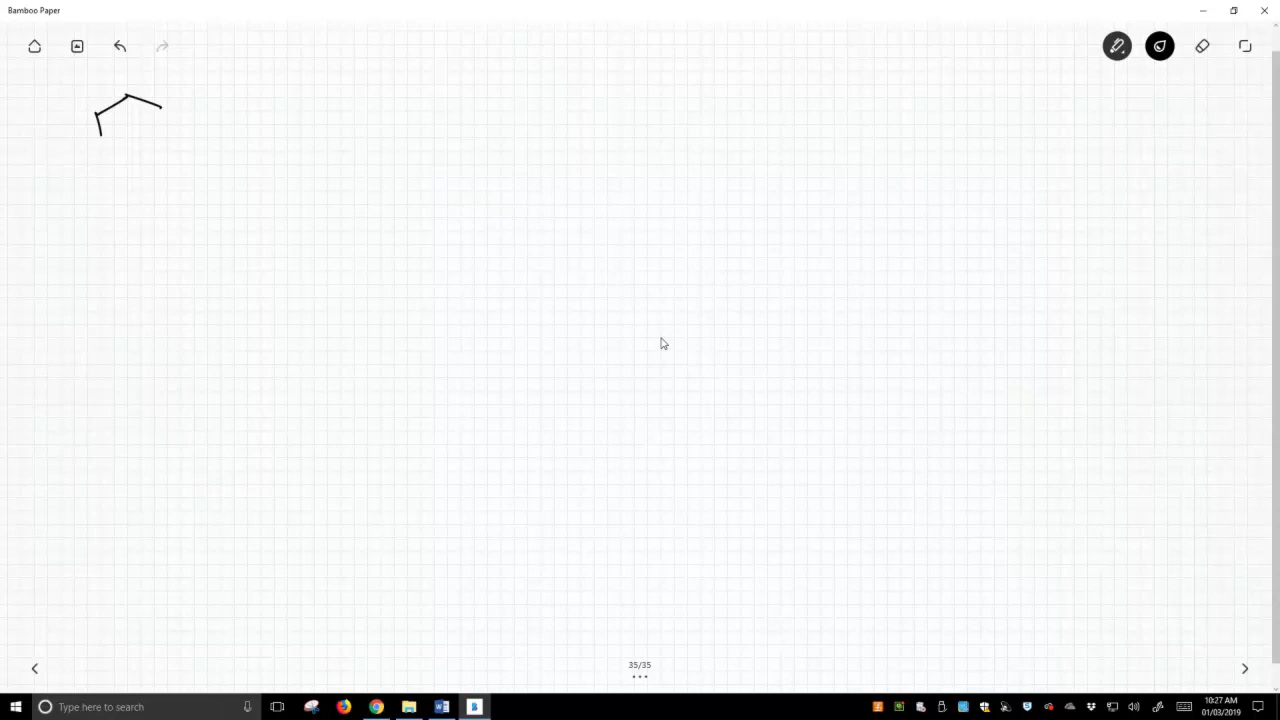 Bamboo Paper
35/35
Type here to search
10:27 AM
01/03/2019